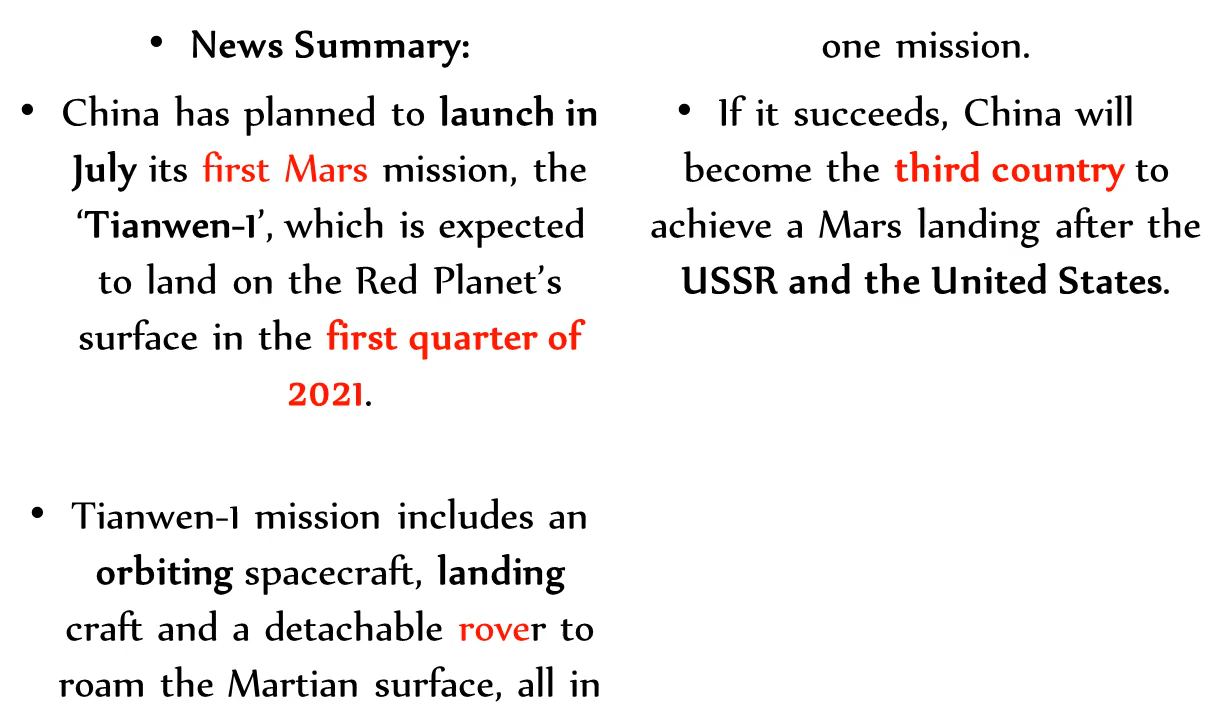 • News Summary:
• China has planned to launch in
July its first Mars mission, the
‘Tianwen-1’, which is expected
to land on the Red Planet’s
surface in the first quarter of
2021.
• Tianwen-1 mission includes an
orbiting spacecraft, landing
craft and a detachable rover to
roam the Martian surface, all in
one mission.
• If it succeeds, China will
become the third country to
achieve a Mars landing after the
USSR and the United States.